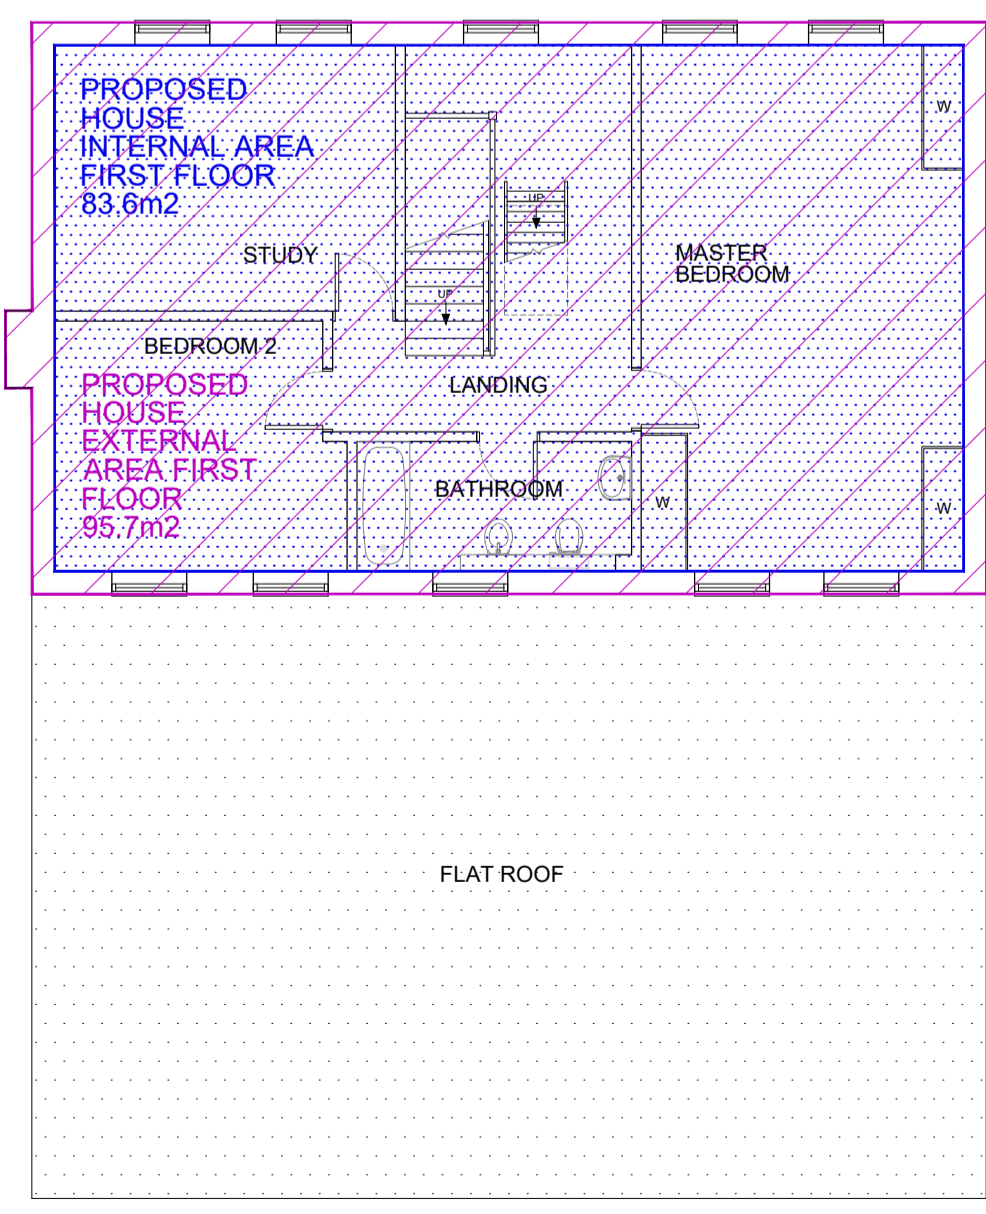 PROPOSED
HOUSE
INTERNAL AREA
FIRST FLOOR
83.6m2
W
UP
STUDY
MASTER
BEDROOM
UP
BEDROOM 2
LANDING
PROPOSED
HOUSE
EXTERNAL
AREA FIRST
FLOOR
95.7m2
BATHROOM
W
W
FLAT ROOF